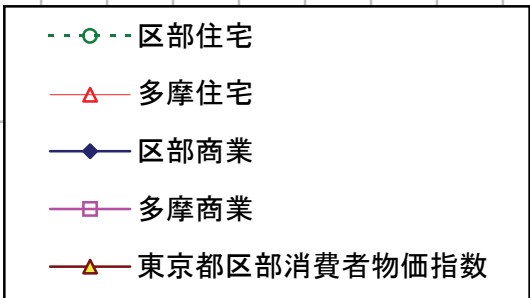 区部住宅
多摩住宅
区部商業
多摩商業
東京都区部消費者物価指数